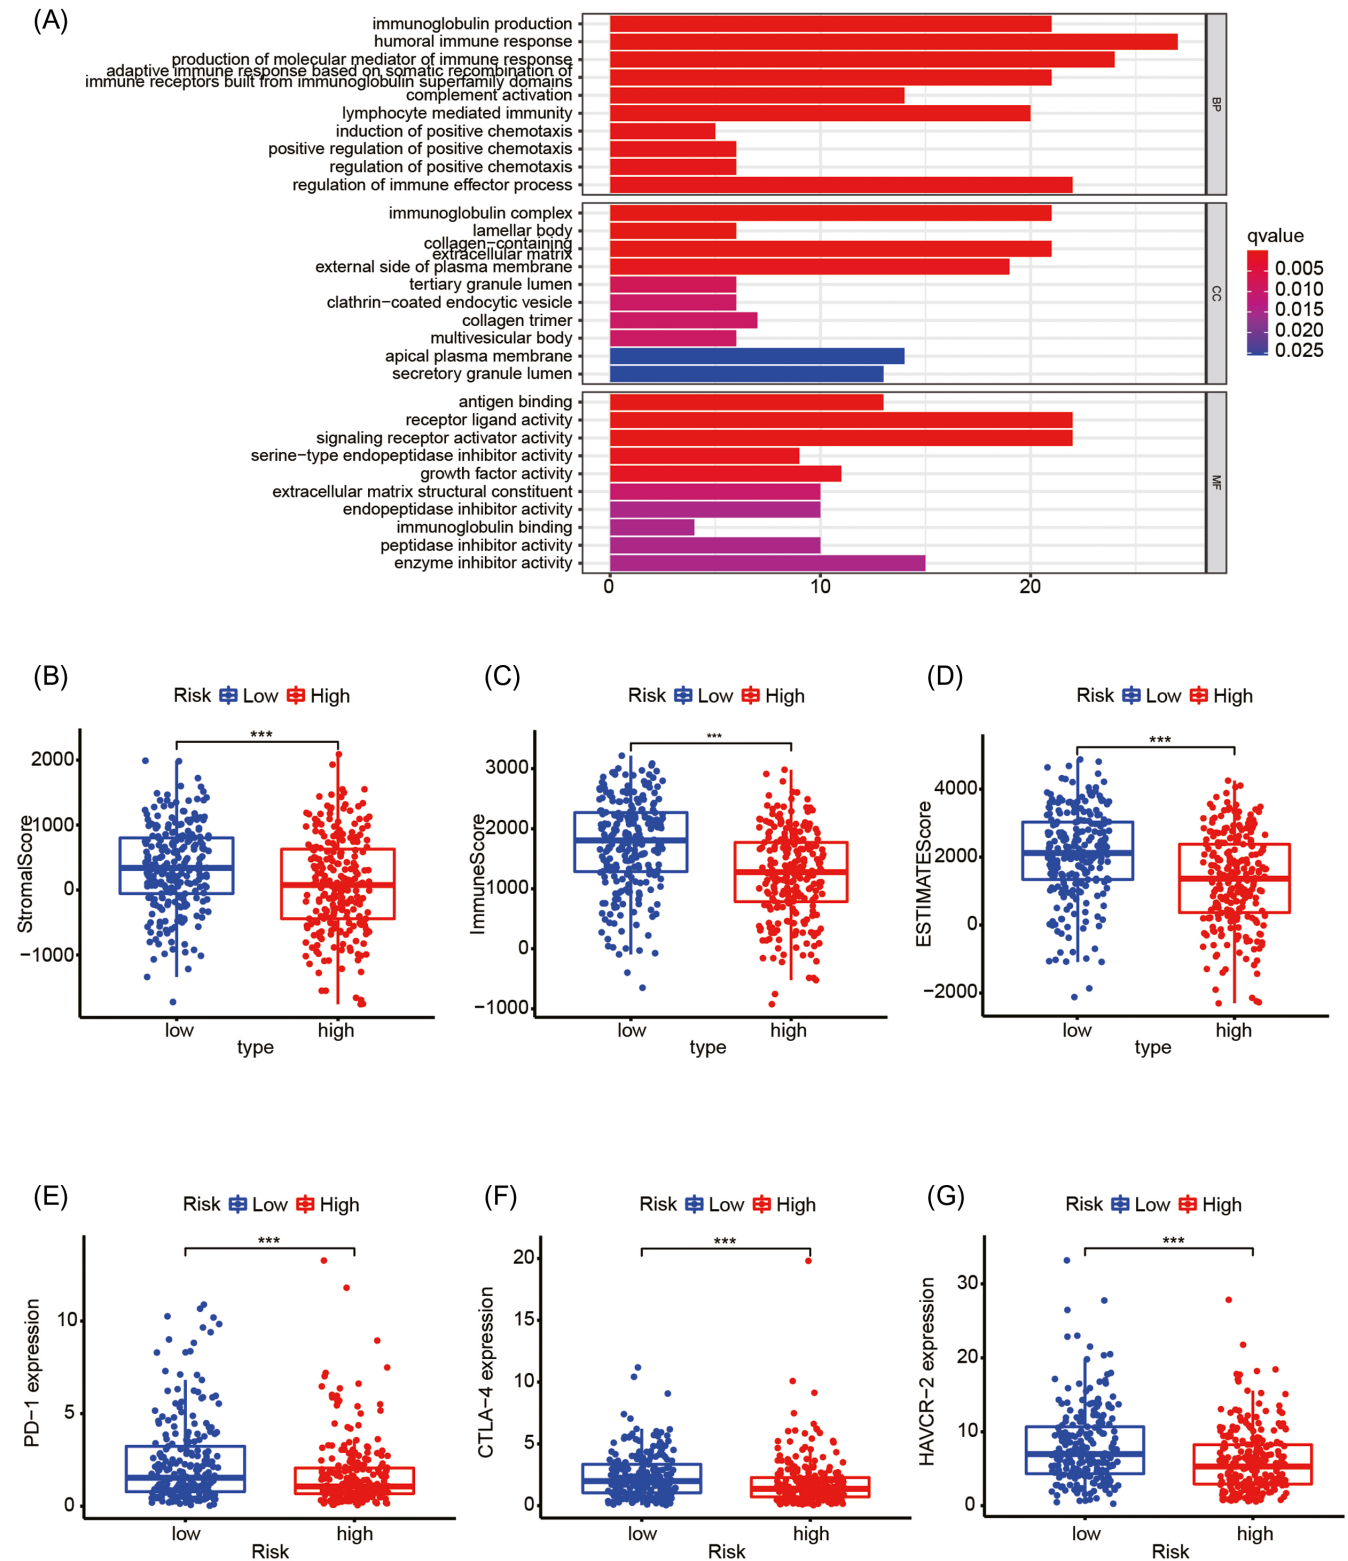 (A)
immunoglobulin production
humoral immune response
production of molecular mediator of immune response
adaptive immune response based on somatic recombination of
immune receptors built from immunoglobulin superfamily domains
complement activation
lymphocyte mediated immunity
induction of positive chemotaxis
positive regulation of positive chemotaxis
regulation of positive chemotaxis
regulation of immune effector process
BP
immunoglobulin complex
lamellar body
collagen−containing
extracellular matrix
external side of plasma membrane
tertiary granule lumen
clathrin−coated endocytic vesicle
collagen trimer
multivesicular body
apical plasma membrane
secretory granule lumen
CC
antigen binding
receptor ligand activity
signaling receptor activator activity
serine−type endopeptidase inhibitor activity
growth factor activity
extracellular matrix structural constituent
endopeptidase inhibitor activity
immunoglobulin binding
peptidase inhibitor activity
enzyme inhibitor activity
MF
0 10 20
qvalue
0.005
0.010
0.015
0.020
0.025
(B)
Risk Low High
***
StromalScore
2000
1000
0
−1000
low high
type
(C)
Risk Low High
***
ImmuneScore
3000
2000
1000
0
−1000
low high
type
(D)
Risk Low High
***
ESTIMATEScore
4000
2000
0
−2000
low high
type
(E)
Risk Low High
***
PD−1 expression
10
5
0
low high
Risk
(F)
Risk Low High
***
CTLA−4 expression
20
15
10
5
0
low high
Risk
(G)
Risk Low High
***
HAVCR−2 expression
30
20
10
0
low high
Risk